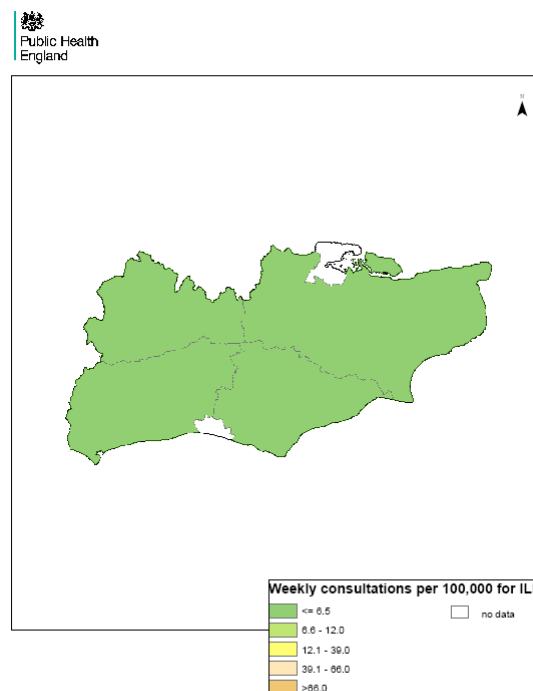 Public Health
England
N
Weekly consultations per 100,000 for IL
<= 6.5
no data
6.6 - 12.0
12.1 - 39.0
39.1 - 66.0
>66.0